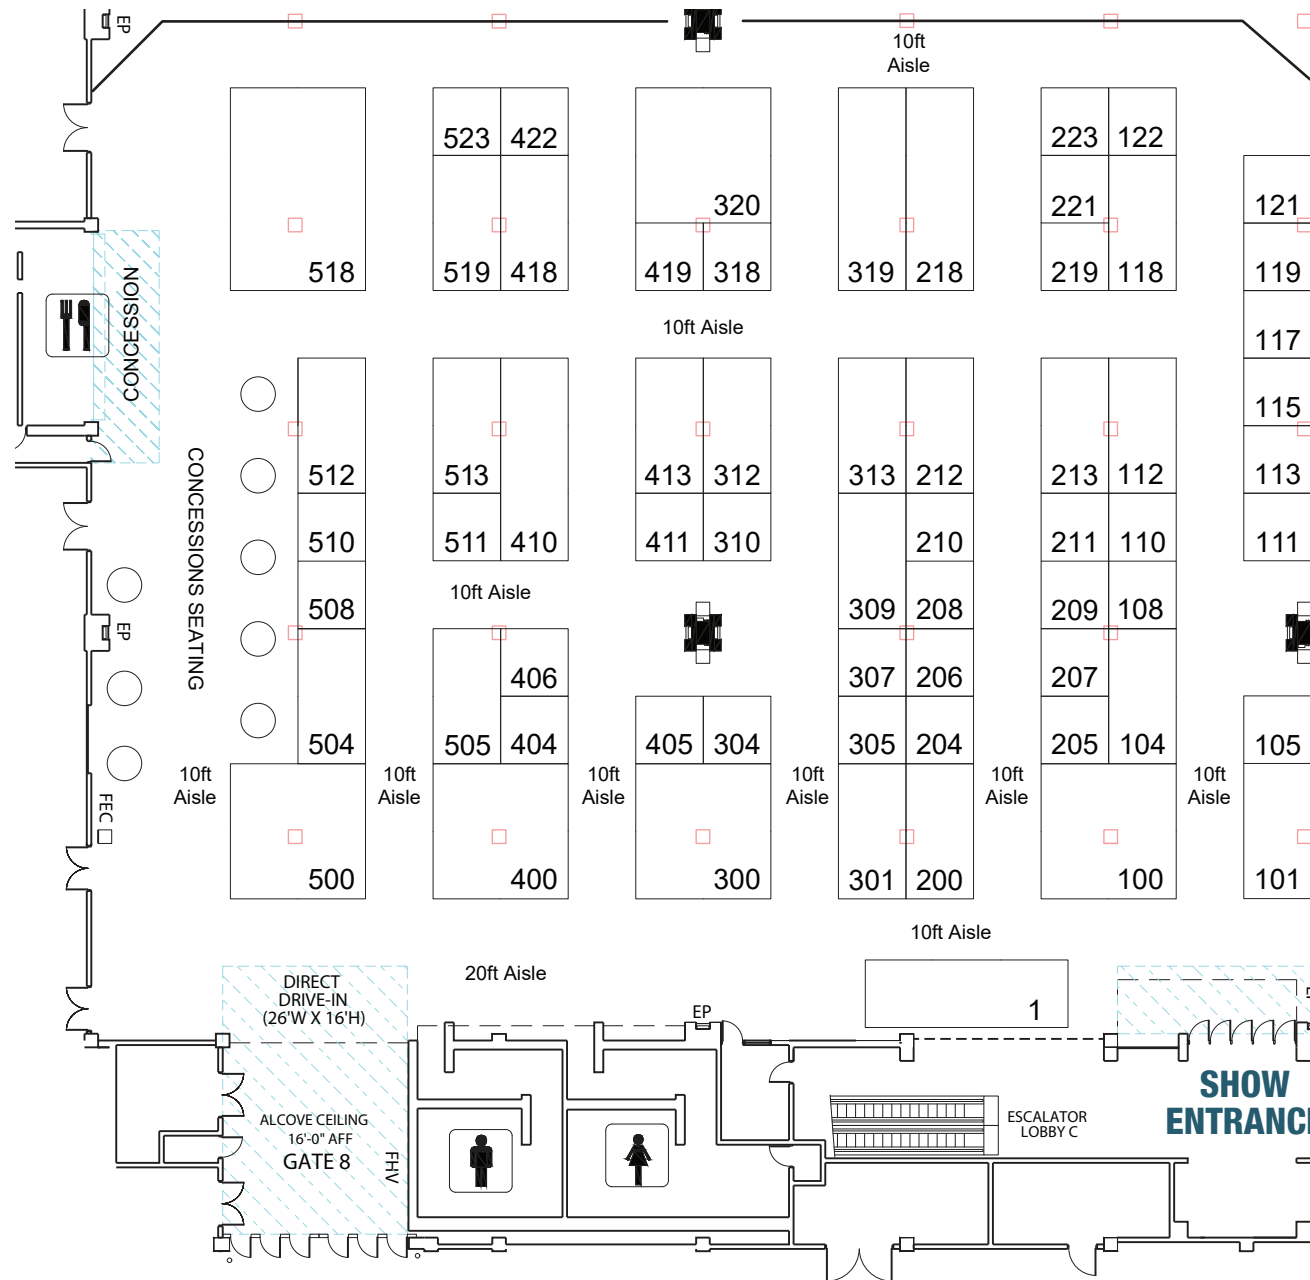 EP
10ft
Aisle
523 422
223 122
320
221
121
518
519 418
419 318
319 218
219 118
119
CONCESSION
10ft Aisle
117
115
CONCESSIONS SEATING
512
513
413 312
313 212
213 112
113
510
511 410
411 310
210
211 110
111
508
10ft Aisle
309 208
209 108
EP
406
307 206
207
504
505 404
405 304
305 204
205 104
105
10ft
Aisle
10ft
Aisle
10ft
Aisle
10ft
Aisle
10ft
Aisle
10ft
Aisle
FEC
500
400
300
301 200
100
101
10ft Aisle
20ft Aisle
DIRECT
DRIVE-IN
(26'W X 16'H)
1
EP
SHOW
ENTRANC
ESCALATOR
LOBBY C
ALCOVE CEILING
16'-0" AFF
GATE 8
FHV